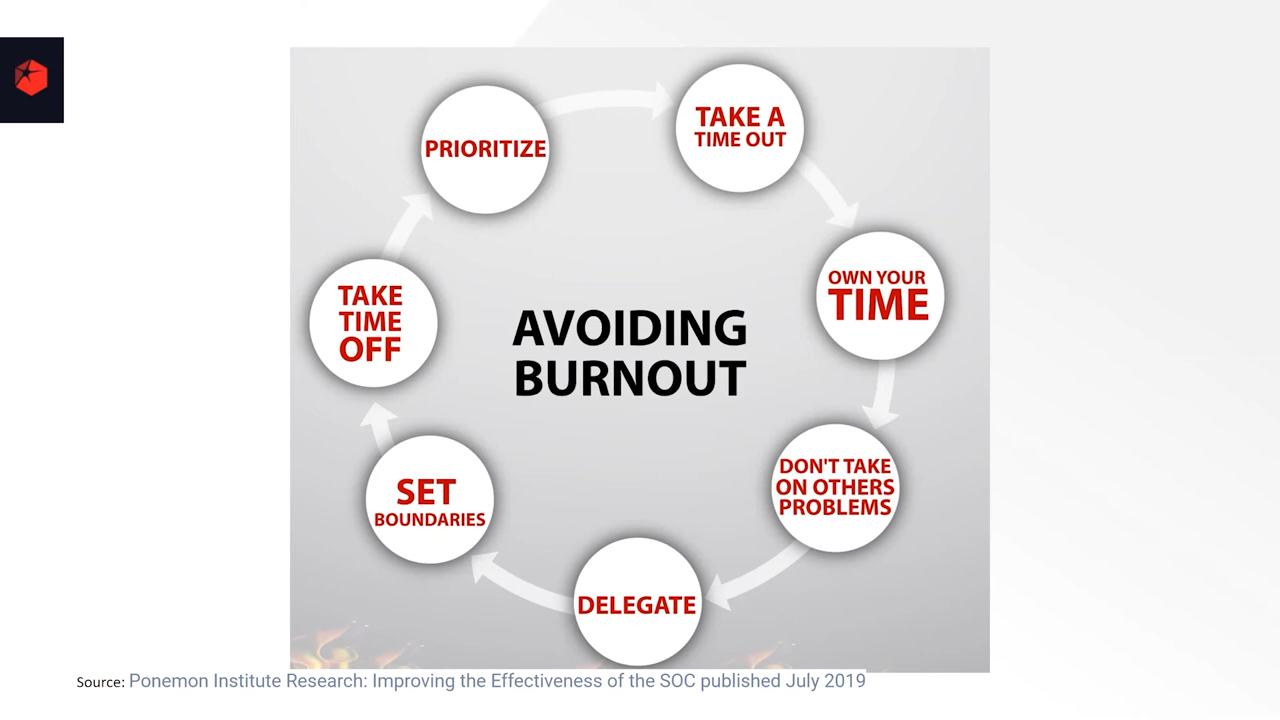 PRIORITIZE
TAKE A
TIME OUT
OWN YOUR
TIME
DON'T TAKE
ON OTHERS
PROBLEMS
DELEGATE
SET
BOUNDARIES
TAKE
TIME
OFF
AVOIDING
BURNOUT
Source: Ponemon Institute Research: Improving the Effectiveness of the SOC published July 2019